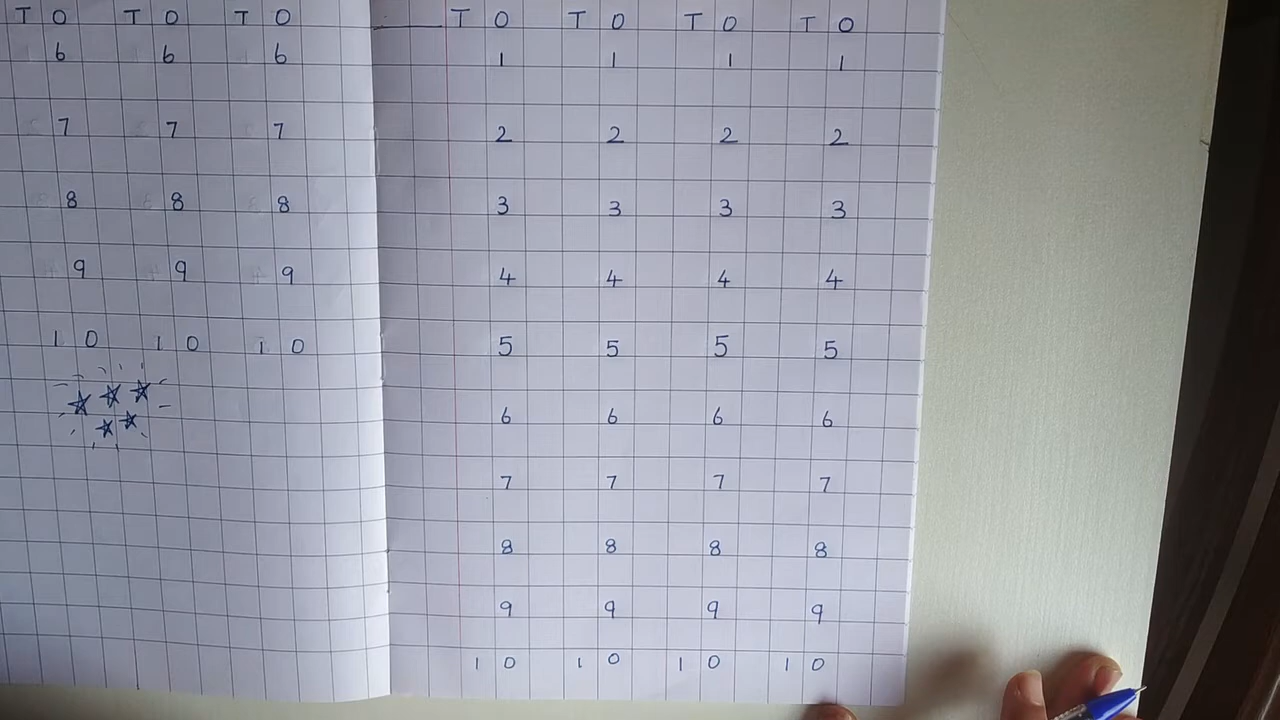 T O T O T O
6 6 6
7 7 7
8 8 8
9 9 9
1 0 1 0 1 0
T O T O T O T O
1 1 1 1
2 2 2 2
3 3 3 3
4 4 4 4
5 5 5 5
6 6 6 6
7 7 7 7
8 8 8 8
9 9 9 9
1 0 1 0 1 0 1 0